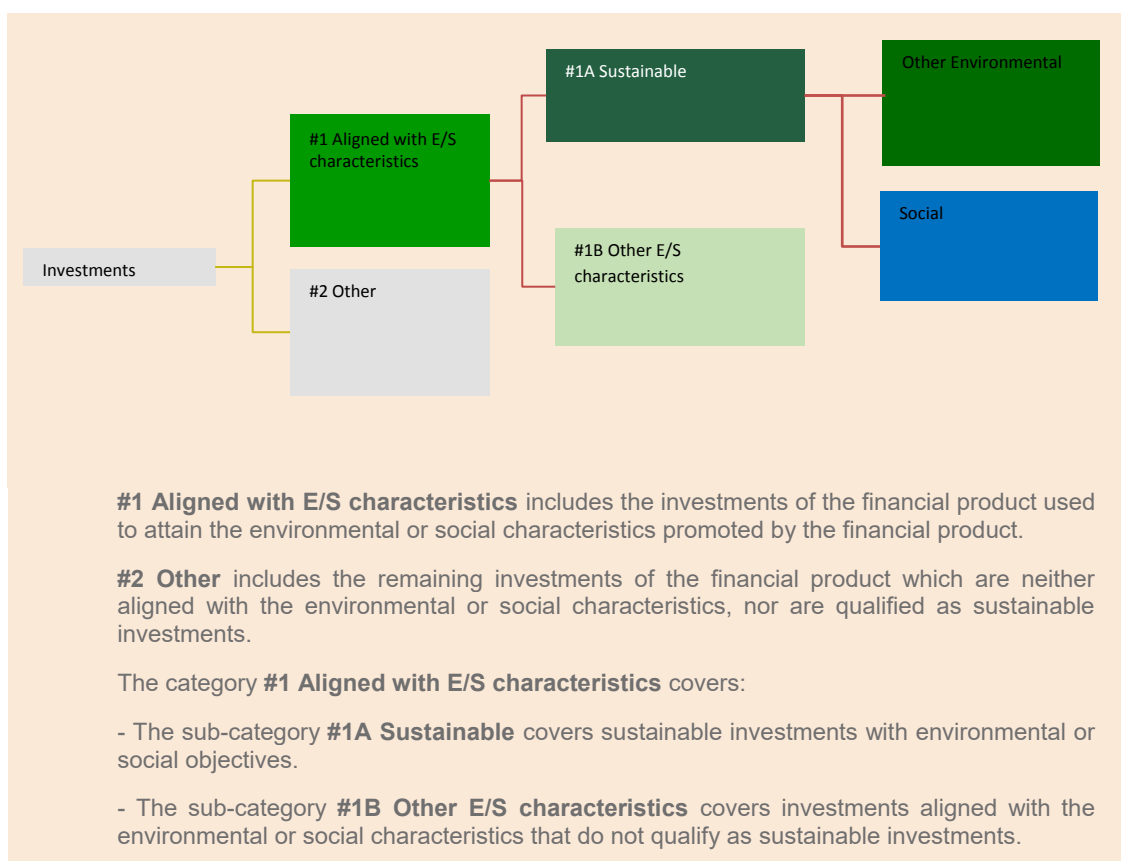 #1A Sustainable
Other Environmental
#1 Aligned with E/S
characteristics
Social
#1B Other E/S
characteristics
Investments
#2 Other
#1 Aligned with E/S characteristics includes the investments of the financial product used
to attain the environmental or social characteristics promoted by the financial product.
#2 Other includes the remaining investments of the financial product which are neither
aligned with the environmental or social characteristics, nor are qualified as sustainable
investments.
The category #1 Aligned with E/S characteristics covers:
- The sub-category #1A Sustainable covers sustainable investments with environmental or
social objectives.
- The sub-category #1B Other E/S characteristics covers investments aligned with the
environmental or social characteristics that do not qualify as sustainable investments.